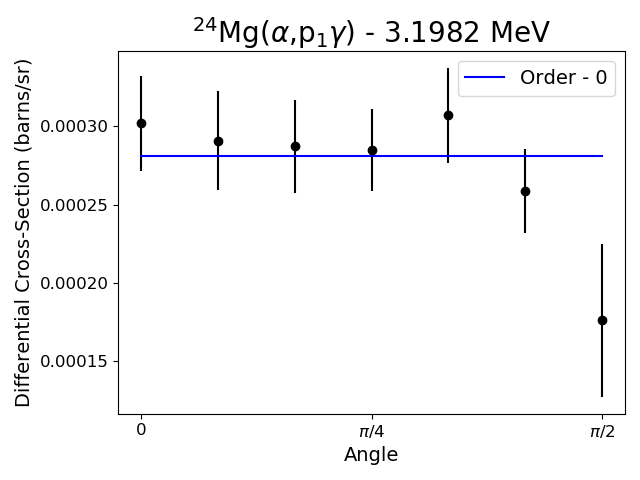 ²⁴Mg(α,p₁γ) - 3.1982 MeV
Order - 0
Differential Cross-Section (barns/sr)
0.00030
0.00025
0.00020
0.00015
0
π/4
π/2
Angle